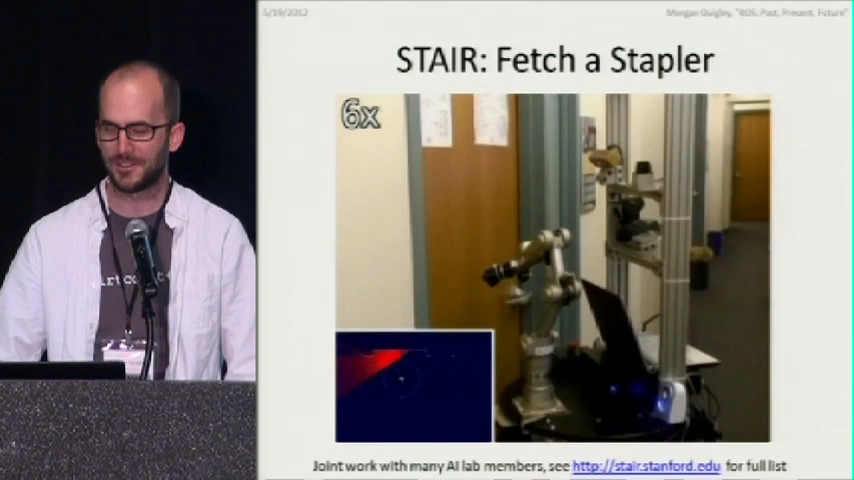 5/19/2012
Morgan Quigley, "ROS: Past, Present, Future"
STAIR: Fetch a Stapler
6x
Joint work with many AI lab members, see http://stair.stanford.edu for full list